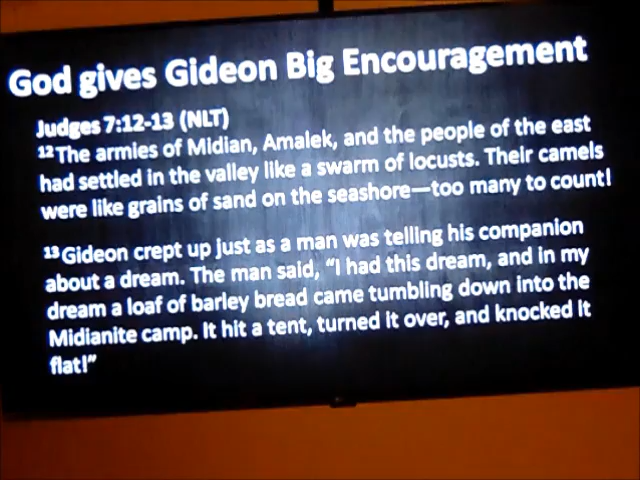 God gives Gideon Big Encouragement
Judges 7:12-13 (NLT)
12 The armies of Midian, Amalek, and the people of the east
had settled in the valley like a swarm of locusts. Their camels
were like grains of sand on the seashore—too many to count!
13 Gideon crept up just as a man was telling his companion
about a dream. The man said, “I had this dream, and in my
dream a loaf of barley bread came tumbling down into the
Midianite camp. It hit a tent, turned it over, and knocked it
flat!”